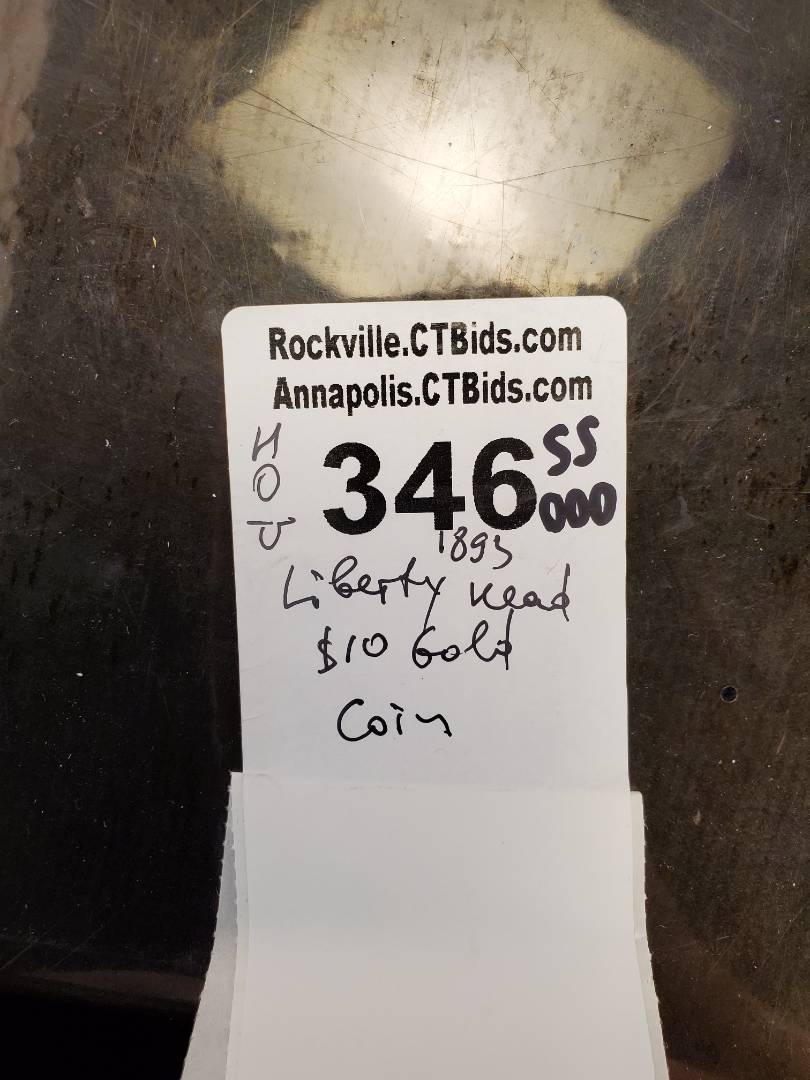 Rockville.CTBids.com
Annapolis.CTBids.com
346 SS
000
1893
Liberty Head
$10 Gold
Coin